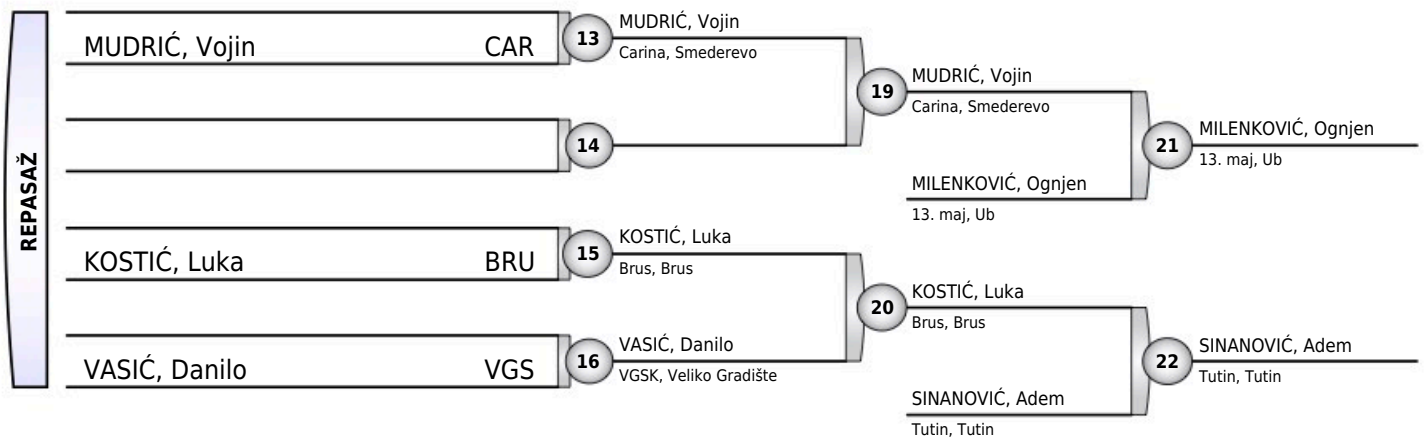 REPASAŽ
MUDRIĆ, Vojin CAR
13
MUDRIĆ, Vojin
Carina, Smederevo
14
19
MUDRIĆ, Vojin
Carina, Smederevo
MILENKOVIĆ, Ognjen
13. maj, Ub
21
MILENKOVIĆ, Ognjen
13. maj, Ub
KOSTIĆ, Luka BRU
15
KOSTIĆ, Luka
Brus, Brus
VASIĆ, Danilo VGS
16
VASIĆ, Danilo
VGSK, Veliko Gradište
20
KOSTIĆ, Luka
Brus, Brus
SINANOVIĆ, Adem
Tutin, Tutin
22
SINANOVIĆ, Adem
Tutin, Tutin